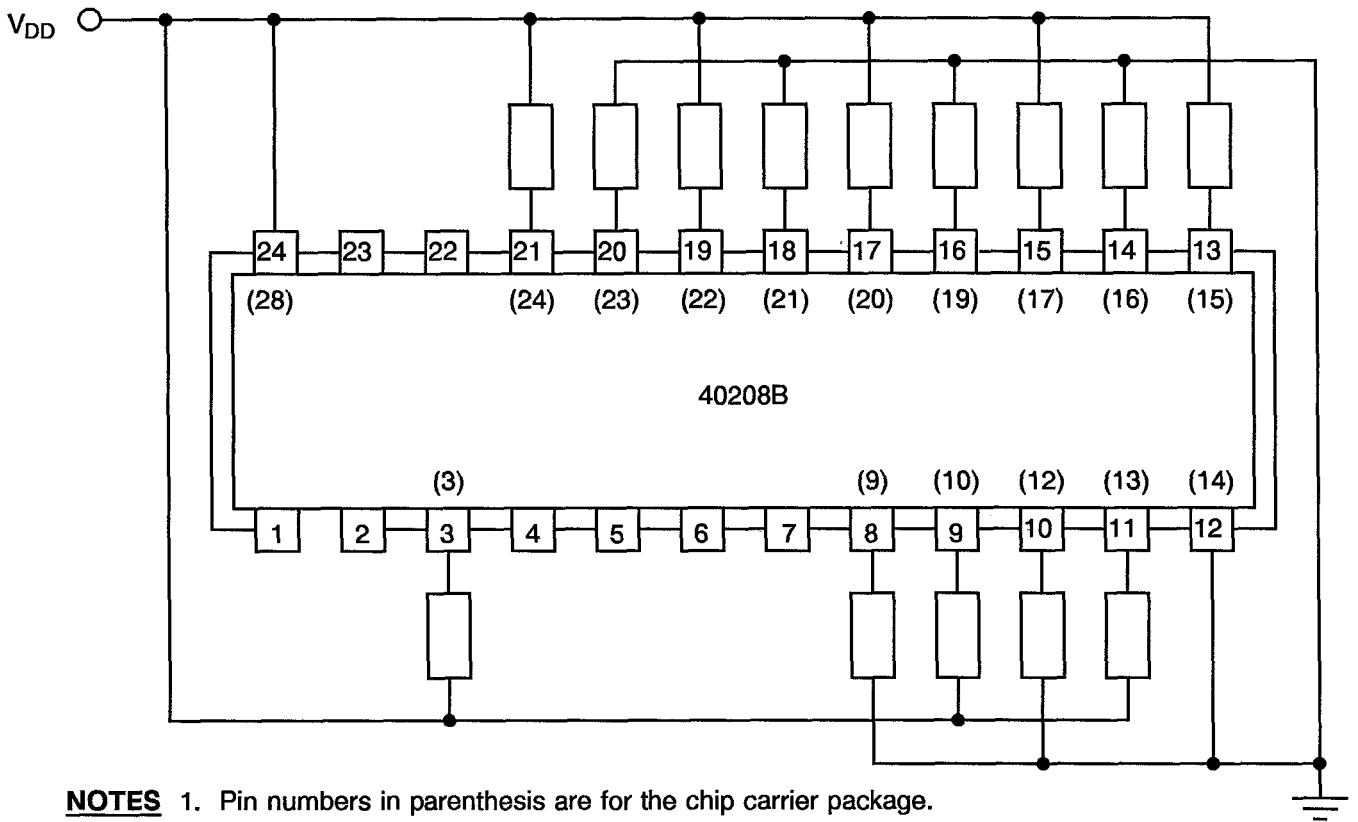 V_DD
24 23 22 21 20 19 18 17 16 15 14 13
(28) (24) (23) (22) (21) (20) (19) (17) (16) (15)
40208B
(3) (9) (10) (12) (13) (14)
1 2 3 4 5 6 7 8 9 10 11 12
NOTES 1. Pin numbers in parenthesis are for the chip carrier package.